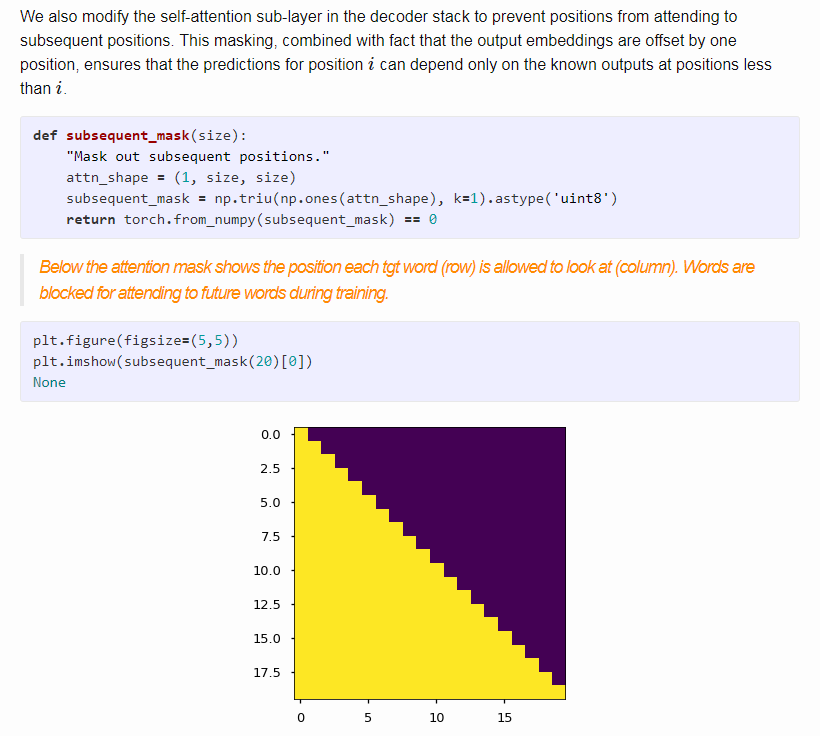 We also modify the self-attention sub-layer in the decoder stack to prevent positions from attending to
subsequent positions. This masking, combined with fact that the output embeddings are offset by one
position, ensures that the predictions for position i can depend only on the known outputs at positions less
than i.
def subsequent_mask(size):
    "Mask out subsequent positions."
    attn_shape = (1, size, size)
    subsequent_mask = np.triu(np.ones(attn_shape), k=1).astype('uint8')
    return torch.from_numpy(subsequent_mask) == 0
Below the attention mask shows the position each tgt word (row) is allowed to look at (column). Words are
blocked for attending to future words during training.
plt.figure(figsize=(5,5))
plt.imshow(subsequent_mask(20)[0])
None
0.0
2.5
5.0
7.5
10.0
12.5
15.0
17.5
0 5 10 15